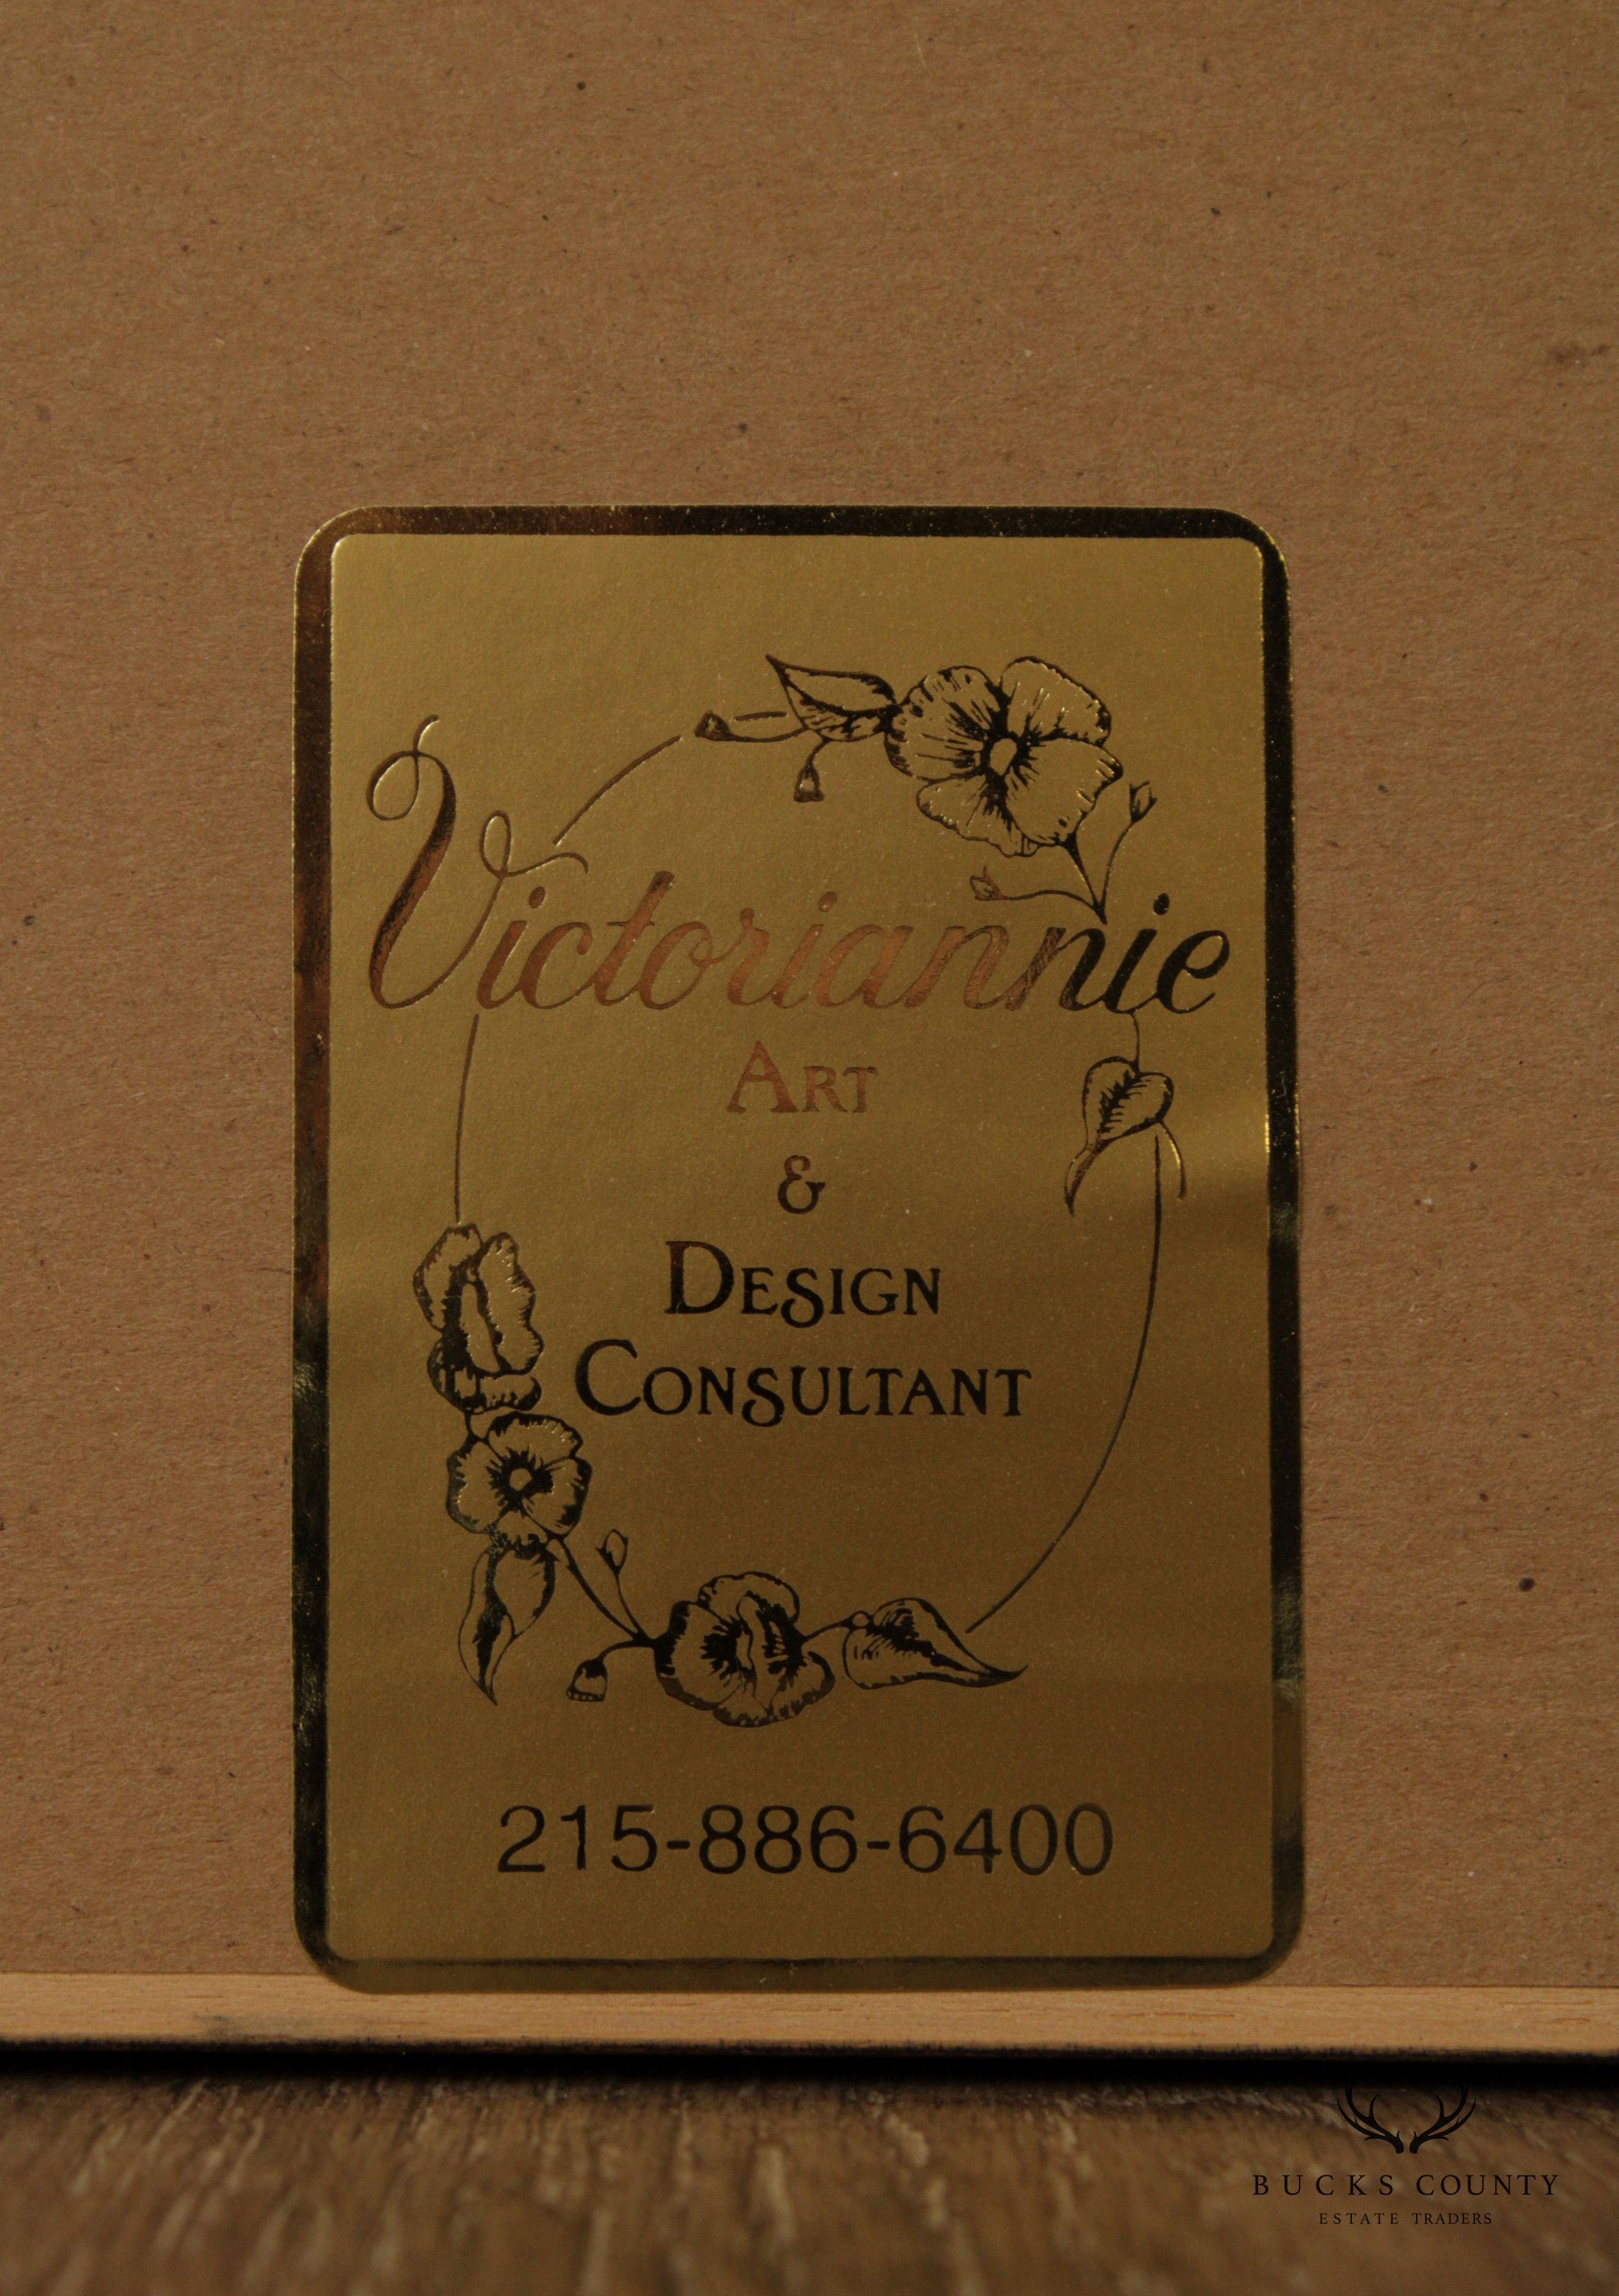 Victoriannie
Art
&
Design
Consultant
215-886-6400
BUCKS COUNTY
ESTATE TRADERS